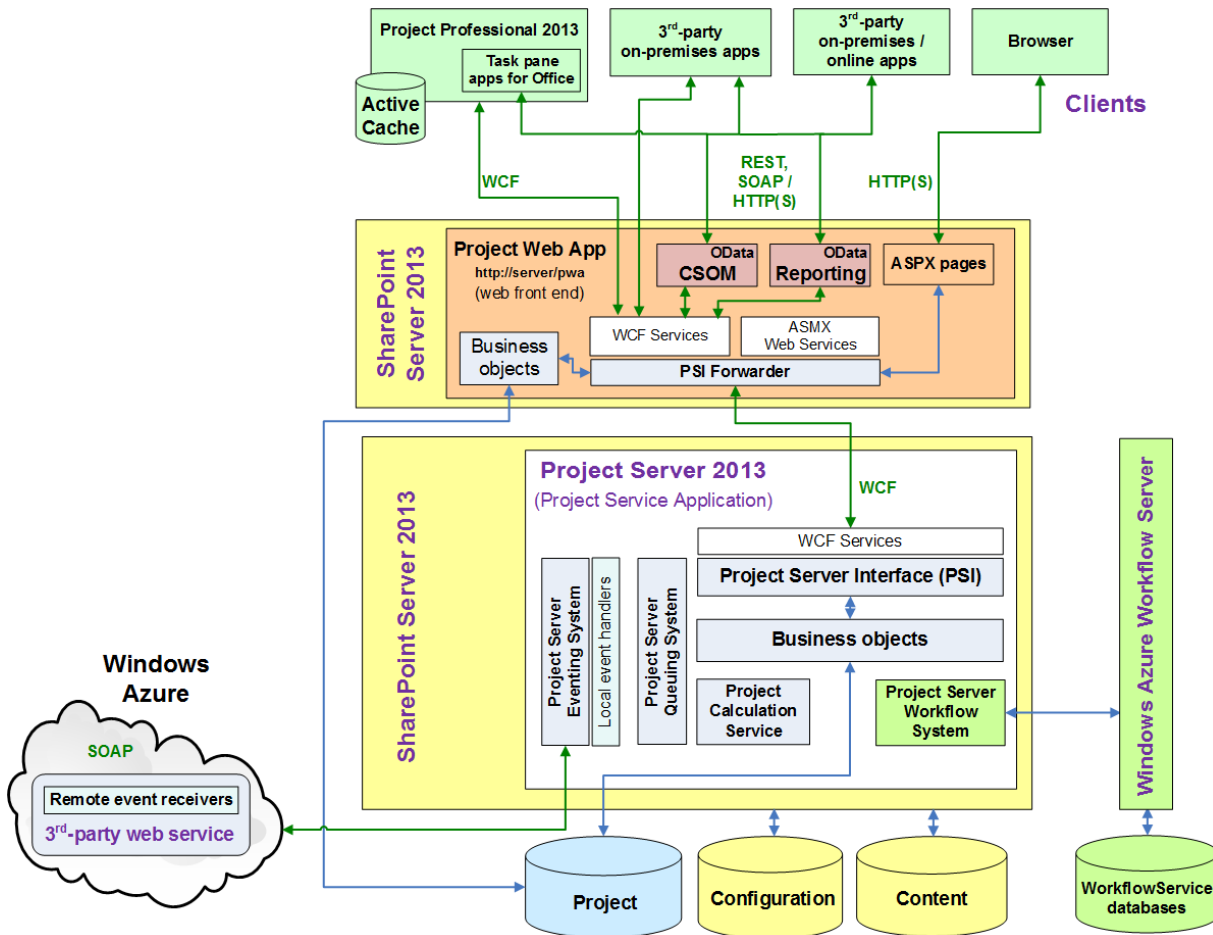 Project Professional 2013
Task pane
apps for Office
Active
Cache
3rd-party
on-premises apps
3rd-party
on-premises /
online apps
Browser
Clients
WCF
REST,
SOAP /
HTTP(S)
HTTP(S)
SharePoint
Server 2013
Project Web App
http://server/pwa
(web front end)
OData
CSOM
OData
Reporting
ASPX pages
WCF Services
ASMX
Web Services
Business
objects
PSI Forwarder
SharePoint Server 2013
Project Server 2013
(Project Service Application)
WCF
WCF Services
Project Server Interface (PSI)
Business objects
Project Server
Eventing System
Local event handlers
Project Server
Queuing System
Project
Calculation
Service
Project Server
Workflow
System
Windows Azure Workflow Server
Windows
Azure
SOAP
Remote event receivers
3rd-party web service
Project
Configuration
Content
WorkflowService
databases